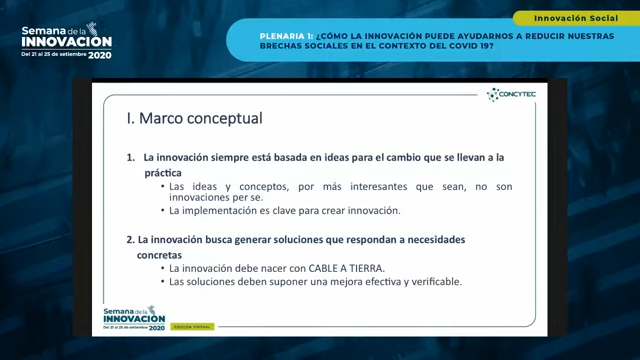 Innovación Social
Semana de la
INNOVACIÓN
Del 21 al 25 de setiembre 2020
PLENARIA 1: ¿CÓMO LA INNOVACIÓN PUEDE AYUDARNOS A REDUCIR NUESTRAS
BRECHAS SOCIALES EN EL CONTEXTO DEL COVID 19?
CONCYTEC
I. Marco conceptual
1. La innovación siempre está basada en ideas para el cambio que se llevan a la
práctica
• Las ideas y conceptos, por más interesantes que sean, no son
innovaciones per se.
• La implementación es clave para crear innovación.
2. La innovación busca generar soluciones que respondan a necesidades
concretas
• La innovación debe nacer con CABLE A TIERRA.
• Las soluciones deben suponer una mejora efectiva y verificable.
Semana de la
INNOVACIÓN
Del 21 al 25 de setiembre 2020
EDICIÓN VIRTUAL